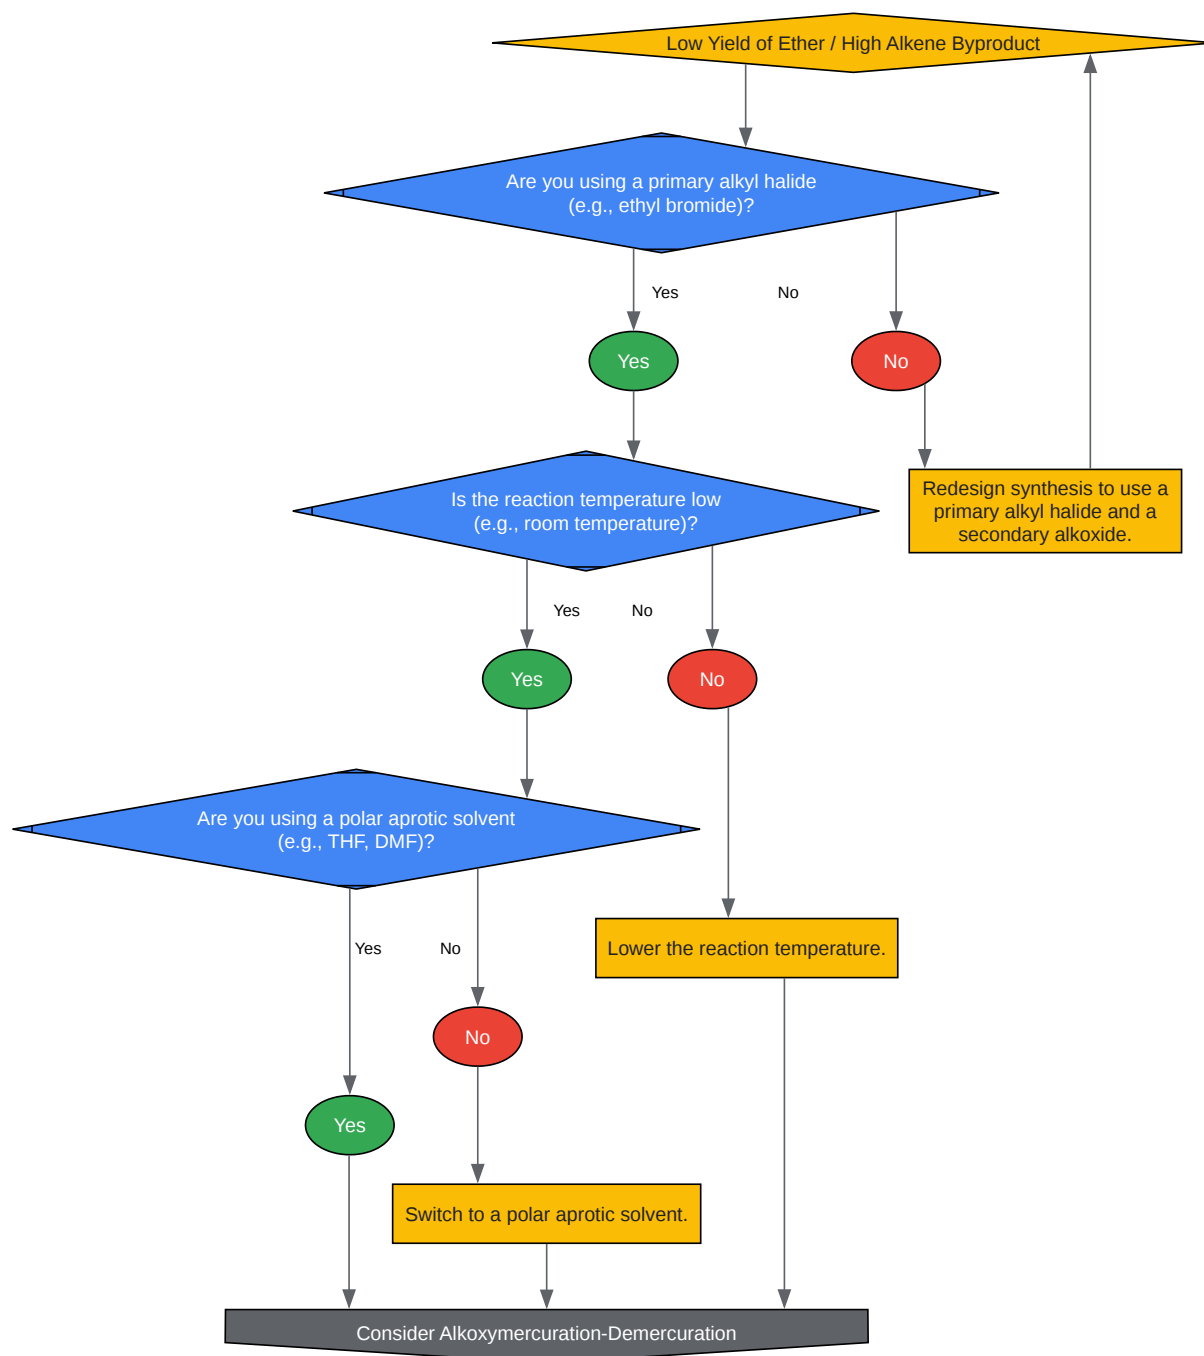 Low Yield of Ether / High Alkene Byproduct
Are you using a primary alkyl halide
(e.g., ethyl bromide)?
Yes
No
Yes
No
Is the reaction temperature low
(e.g., room temperature)?
Redesign synthesis to use a
primary alkyl halide and a
secondary alkoxide.
Yes
No
Yes
No
Are you using a polar aprotic solvent
(e.g., THF, DMF)?
Yes
No
Lower the reaction temperature.
No
Yes
Switch to a polar aprotic solvent.
Consider Alkoxymercuration-Demercuration